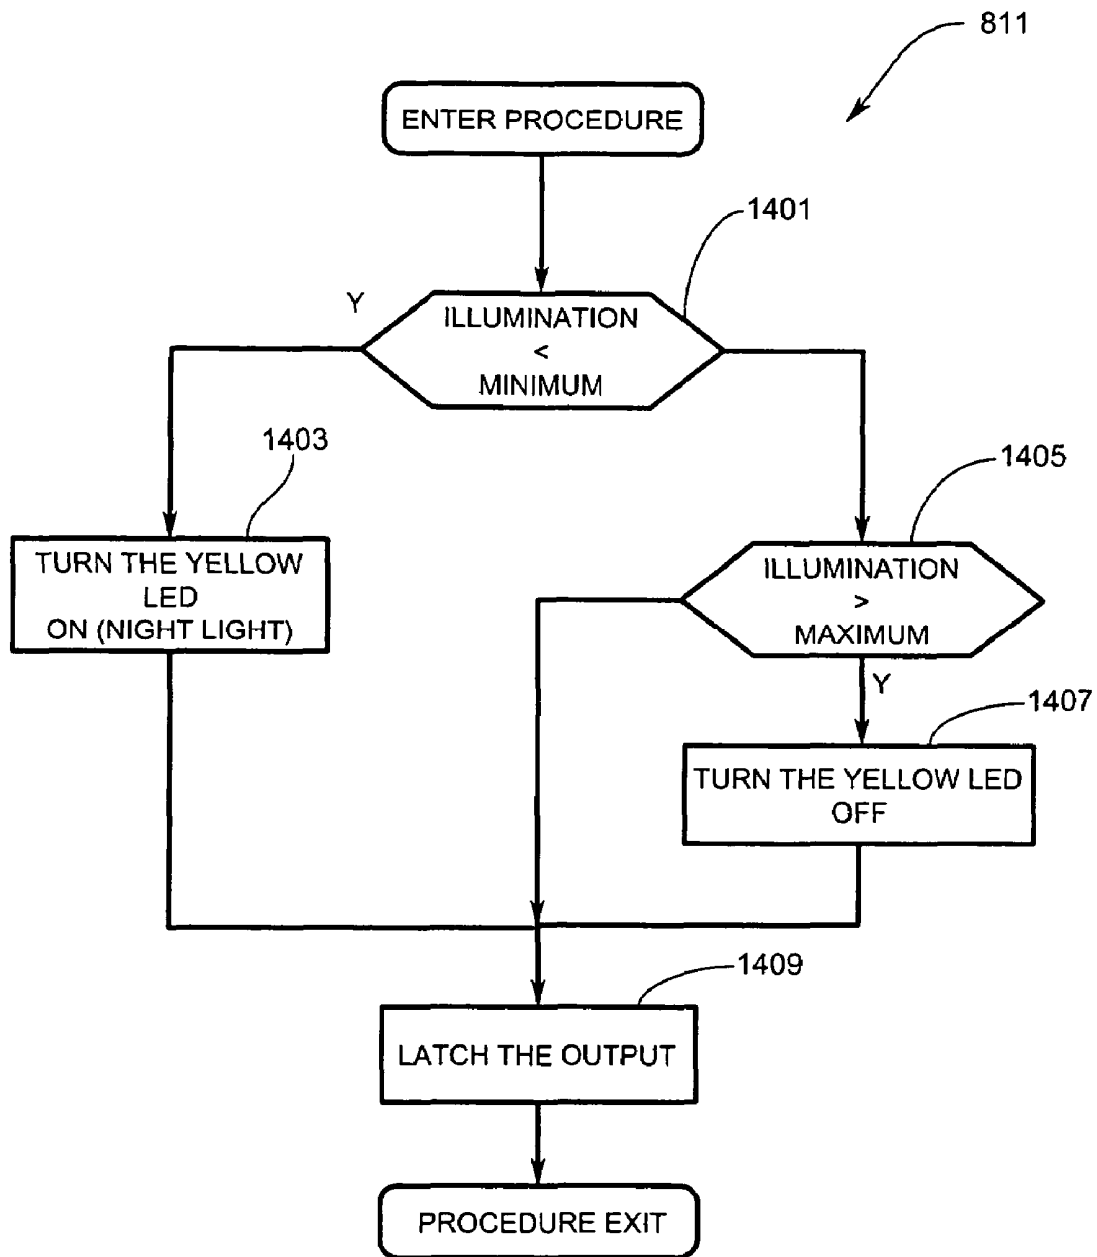 811
ENTER PROCEDURE
1401
Y
ILLUMINATION
<
MINIMUM
1403
1405
TURN THE YELLOW
LED
ON (NIGHT LIGHT)
ILLUMINATION
>
MAXIMUM
Y
1407
TURN THE YELLOW LED
OFF
1409
LATCH THE OUTPUT
PROCEDURE EXIT